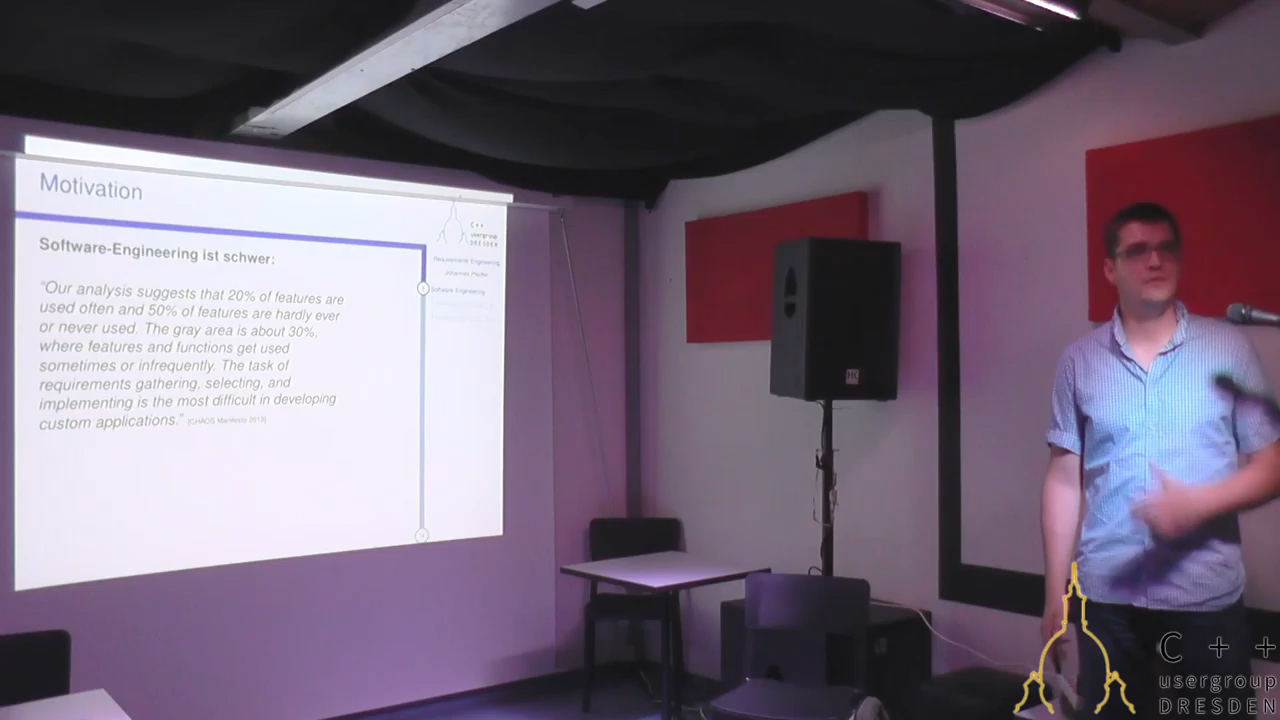 Motivation
Software-Engineering ist schwer:
"Our analysis suggests that 20% of features are
used often and 50% of features are hardly ever
or never used. The gray area is about 30%,
where features and functions get used
sometimes or infrequently. The task of
requirements gathering, selecting, and
implementing is the most difficult in developing
custom applications." [CHAOS Manifesto 2013]
C++
usergroup
DRESDEN
Requirements Engineering
Software Engineering
HK
C++
usergroup
DRESDEN